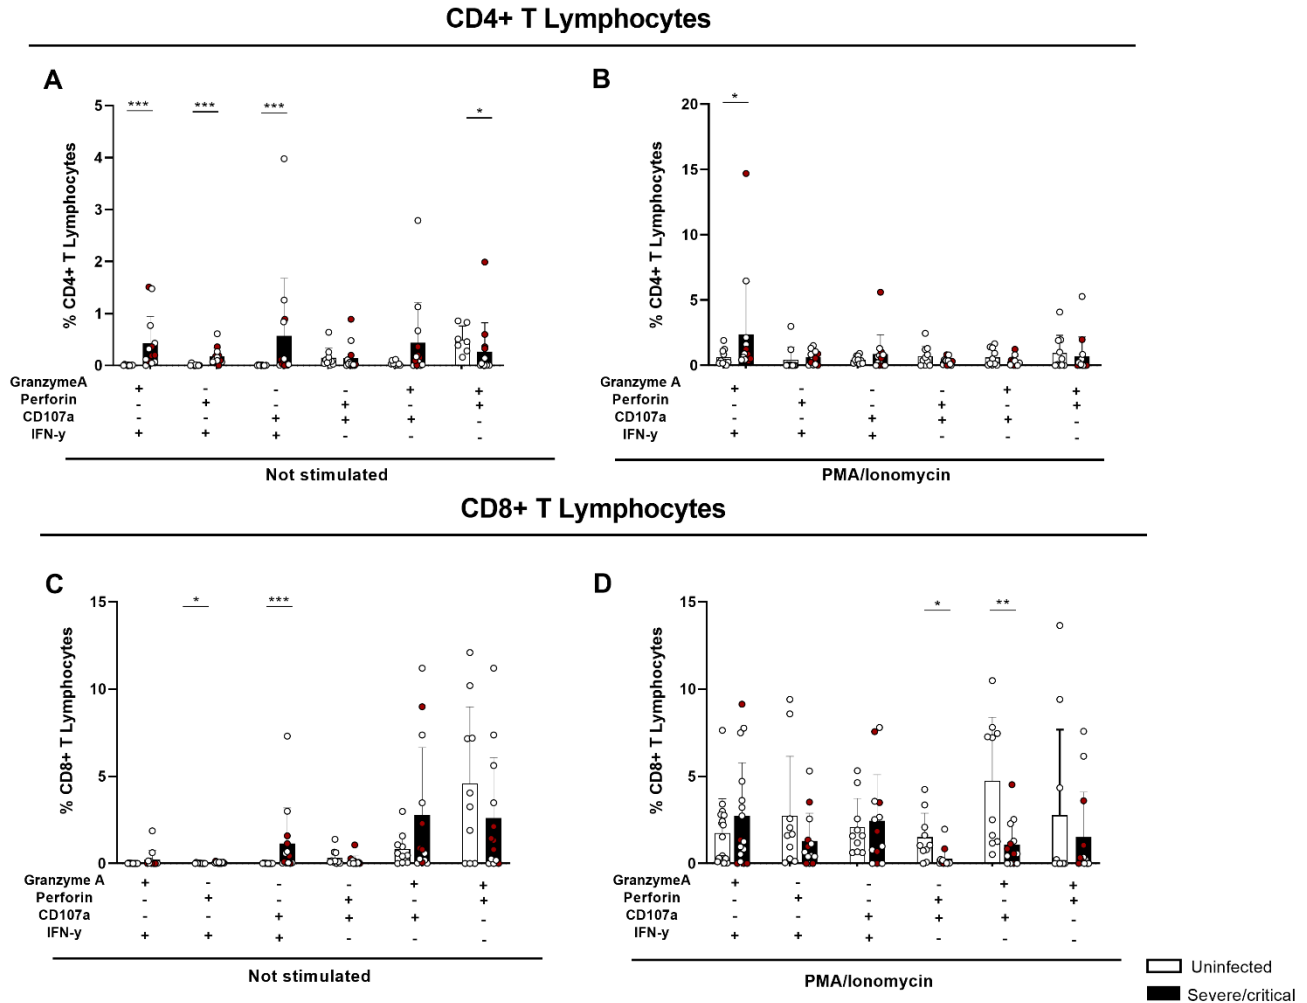 CD4+ T Lymphocytes
A
B
*** *** *** *
*
% CD4+ T Lymphocytes
5
4
3
2
1
0
% CD4+ T Lymphocytes
20
15
10
5
0
GranzymeA + - - - + +
Perforin - + - + - +
CD107a - - + + + -
IFN-y + + + - - -
Not stimulated
Granzyme A + - - - + +
Perforin - + - + - +
CD107a - - + + + -
IFN-y + + + - - -
PMA/Ionomycin
CD8+ T Lymphocytes
C
D
* ***
* **
% CD8+ T Lymphocytes
15
10
5
0
% CD8+ T Lymphocytes
15
10
5
0
Granzyme A + - - - + +
Perforin - + - + - +
CD107a - - + + + -
IFN-y + + + - - -
Not stimulated
GranzymeA + - - - + +
Perforin - + - + - +
CD107a - - + + + -
IFN-y + + + - - -
PMA/Ionomycin
Uninfected
Severe/critical